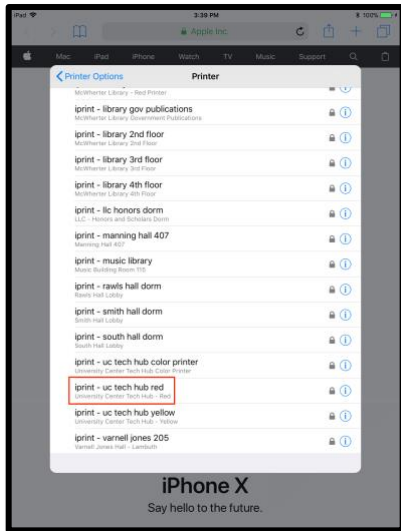 iPad 3:39 PM 100%
Apple Inc.
Mac iPad iPhone Watch TV Music Support
Printer Options Printer
McWherter Library - Red Printer
iprint - library gov publications
McWherter Library Government Publications
iprint - library 2nd floor
McWherter Library 2nd Floor
iprint - library 3rd floor
McWherter Library 3rd Floor
iprint - library 4th floor
McWherter Library 4th Floor
iprint - llc honors dorm
LLC - Honors and Scholars Dorm
iprint - manning hall 407
Manning Hall 407
iprint - music library
Music Building Room 115
iprint - rawls hall dorm
Rawls Hall Lobby
iprint - smith hall dorm
Smith Hall Lobby
iprint - south hall dorm
South Hall Lobby
iprint - uc tech hub color printer
University Center Tech Hub Color Printer
iprint - uc tech hub red
University Center Tech Hub - Red
iprint - uc tech hub yellow
University Center Tech Hub - Yellow
iprint - varnell jones 205
Varnell Jones Hall - Lambuth
iPhone X
Say hello to the future.